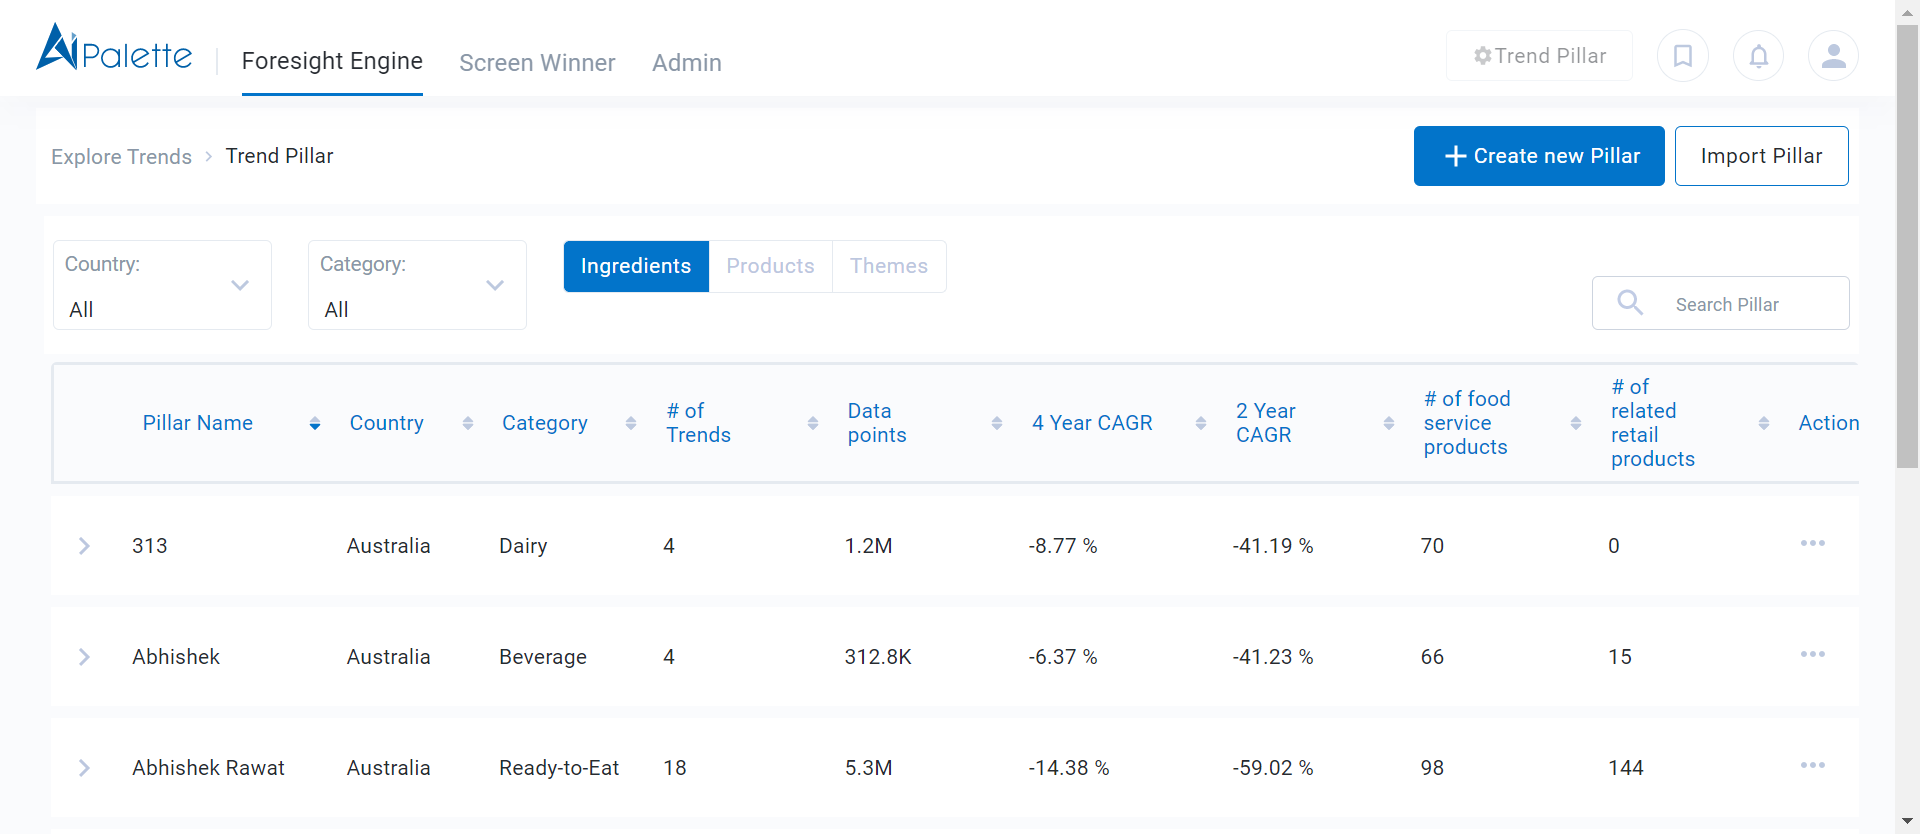 AiPalette
Foresight Engine
Screen Winner
Admin
Trend Pillar
Explore Trends
Trend Pillar
Create new Pillar
Import Pillar
Country:
All
Category:
All
Ingredients
Products
Themes
Search Pillar
Pillar Name
Country
Category
# of
Trends
Data
points
4 Year CAGR
2 Year
CAGR
# of food
service
products
# of
related
retail
products
Action
313 Australia Dairy 4 1.2M -8.77 % -41.19 % 70 0
Abhishek Australia Beverage 4 312.8K -6.37 % -41.23 % 66 15
Abhishek Rawat Australia Ready-to-Eat 18 5.3M -14.38 % -59.02 % 98 144